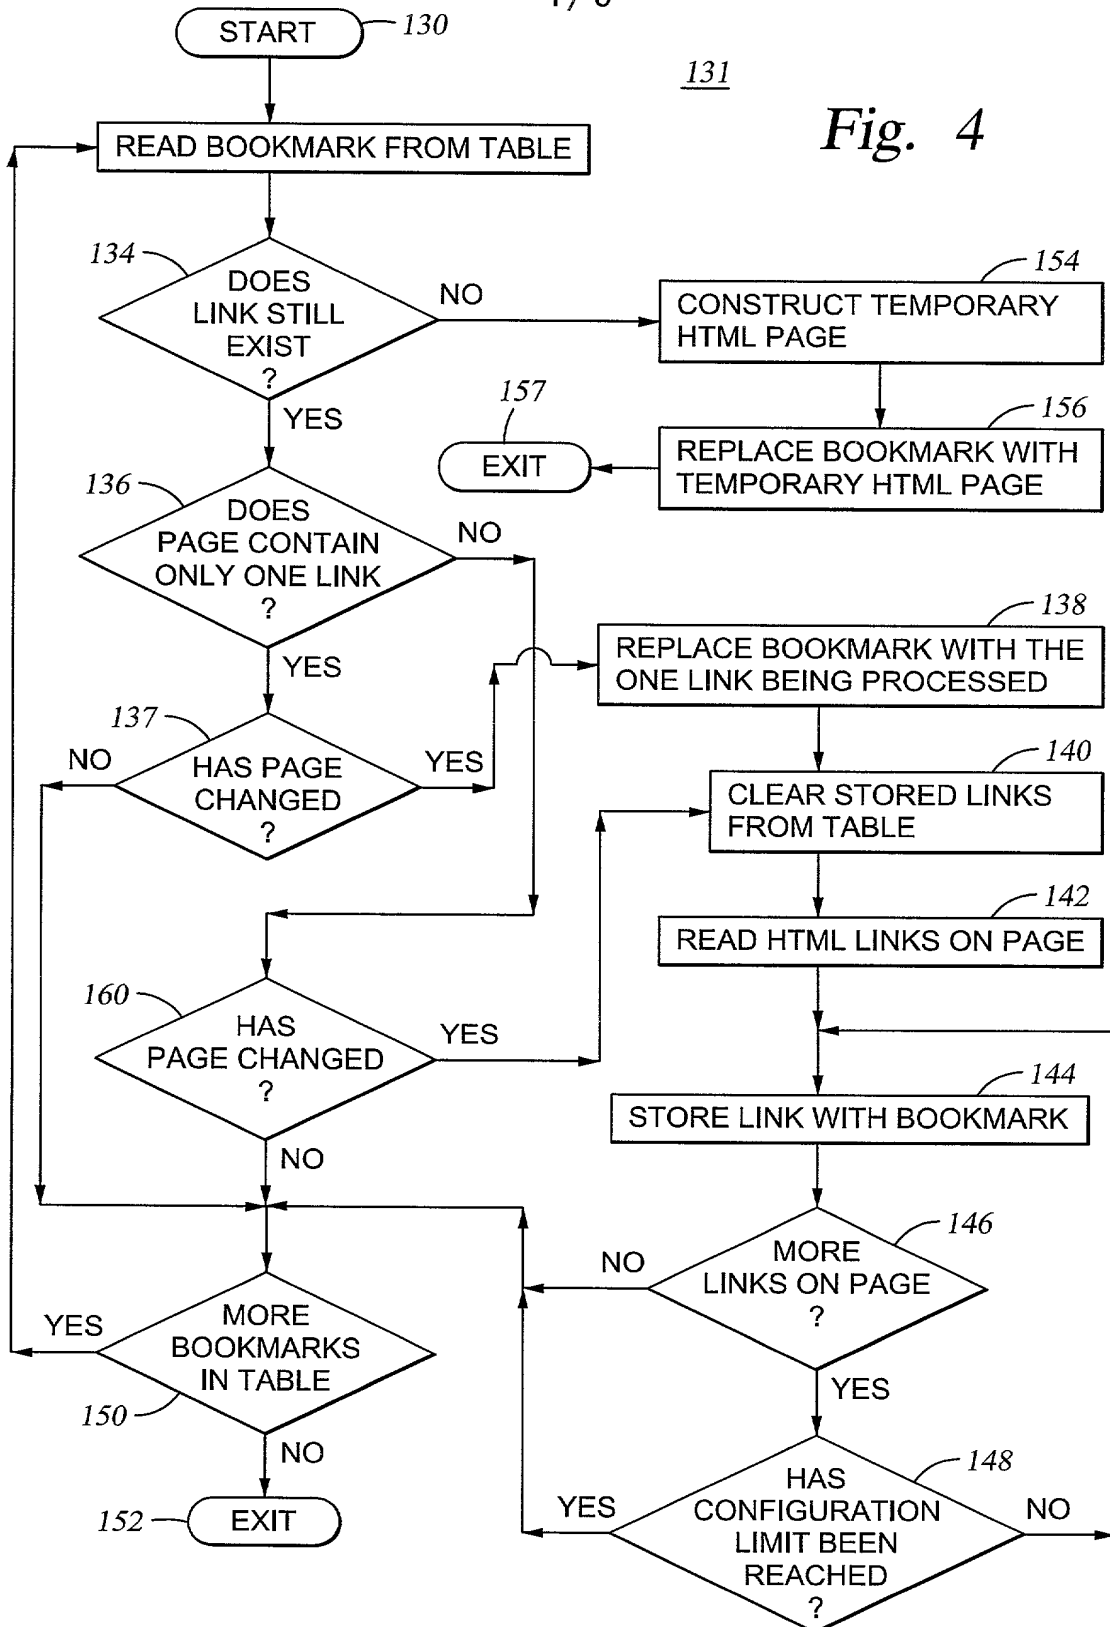 START
130
131
Fig. 4
READ BOOKMARK FROM TABLE
134
DOES
LINK STILL
EXIST
?
NO
YES
154
CONSTRUCT TEMPORARY
HTML PAGE
156
REPLACE BOOKMARK WITH
TEMPORARY HTML PAGE
157
EXIT
136
DOES
PAGE CONTAIN
ONLY ONE LINK
?
NO
YES
138
REPLACE BOOKMARK WITH THE
ONE LINK BEING PROCESSED
137
NO
HAS PAGE
CHANGED
?
YES
140
CLEAR STORED LINKS
FROM TABLE
142
READ HTML LINKS ON PAGE
160
HAS
PAGE CHANGED
?
YES
NO
144
STORE LINK WITH BOOKMARK
146
MORE
LINKS ON PAGE
?
NO
YES
YES
MORE
BOOKMARKS
IN TABLE
150
NO
152
EXIT
148
HAS
CONFIGURATION
LIMIT BEEN
REACHED
?
YES
NO